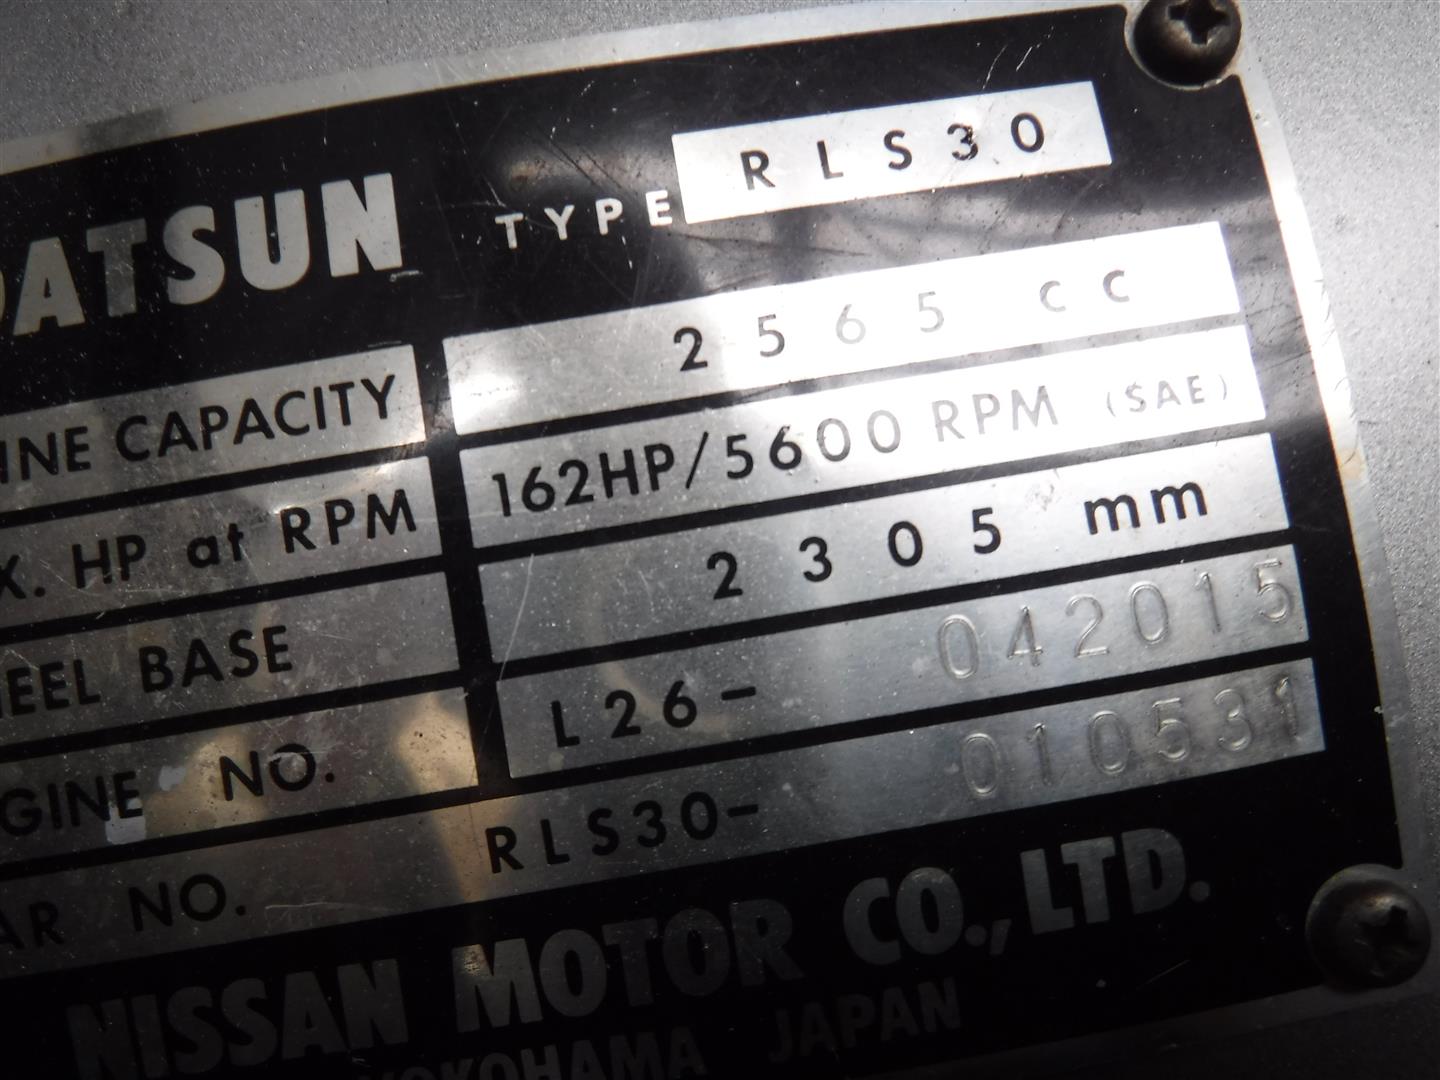 DATSUN TYPE RLS30
INE CAPACITY 2565 CC
X. HP at RPM 162HP/5600 RPM (SAE)
HEEL BASE 2305 mm
GINE NO. L26- 042015
AR NO. RLS30- 010531
NISSAN MOTOR CO., LTD.
YOKOHAMA JAPAN